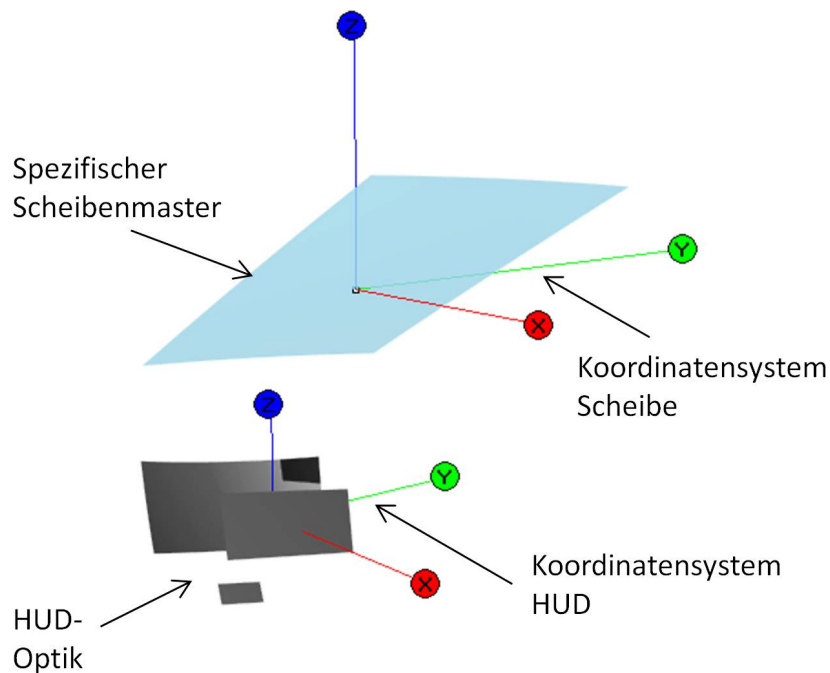 Z
Spezifischer
Scheibenmaster
Y
X
Koordinatensystem
Scheibe
Z
Y
X
Koordinatensystem
HUD
HUD-
Optik